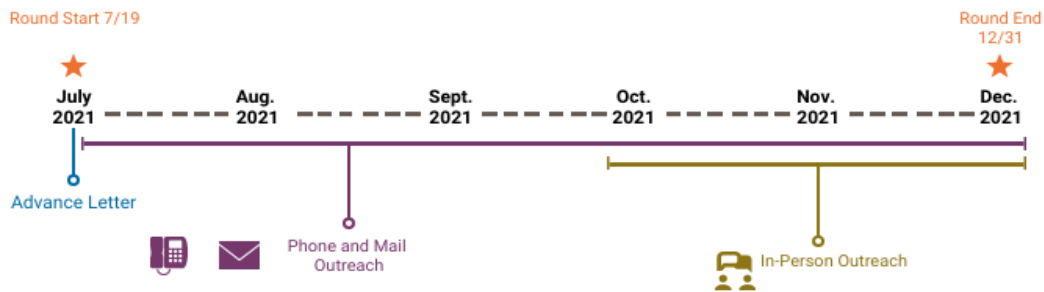 Round Start 7/19
Round End
12/31
July
2021
Aug.
2021
Sept.
2021
Oct.
2021
Nov.
2021
Dec.
2021
Advance Letter
Phone and Mail
Outreach
In-Person Outreach